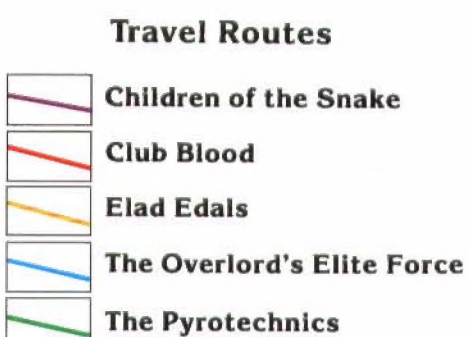 Travel Routes
Children of the Snake
Club Blood
Elad Edals
The Overlord's Elite Force
The Pyrotechnics